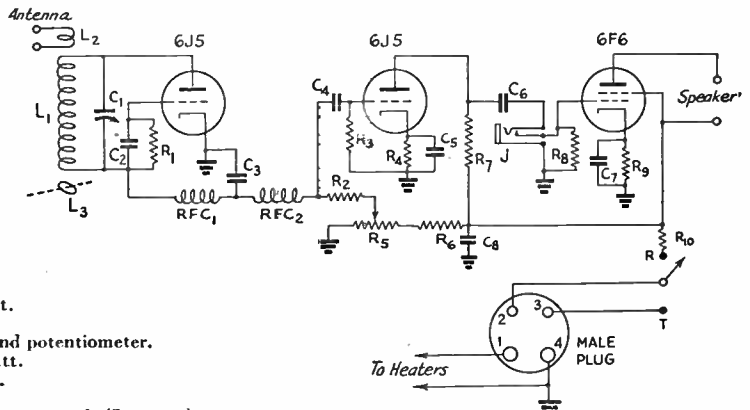 Antenna
L2
6J5
6J5
6F6
L1
C1
C2
R1
C3
C4
R3
R4
C5
R7
C6
J
R8
C7
R9
Speaker
L3
RFC1
RFC2
R2
R5
R6
C8
R10
R
T
2
3
1
4
MALE
PLUG
To Heaters
t.
nd potentiometer.
tt.